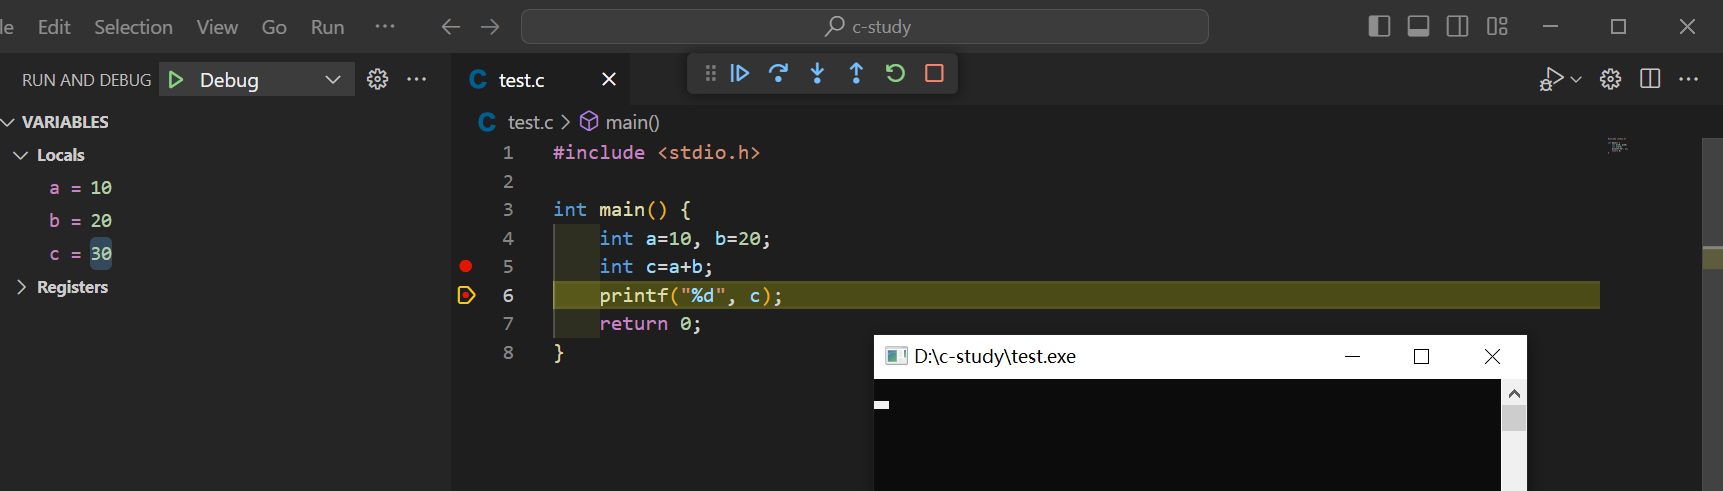 le Edit Selection View Go Run ··· c-study
RUN AND DEBUG Debug ···
VARIABLES
Locals
a = 10
b = 20
c = 30
Registers
C test.c
C test.c > main()
1 #include <stdio.h>
2
3 int main() {
4 int a=10, b=20;
5 int c=a+b;
6 printf("%d", c);
7 return 0;
8 }
D:\c-study\test.exe